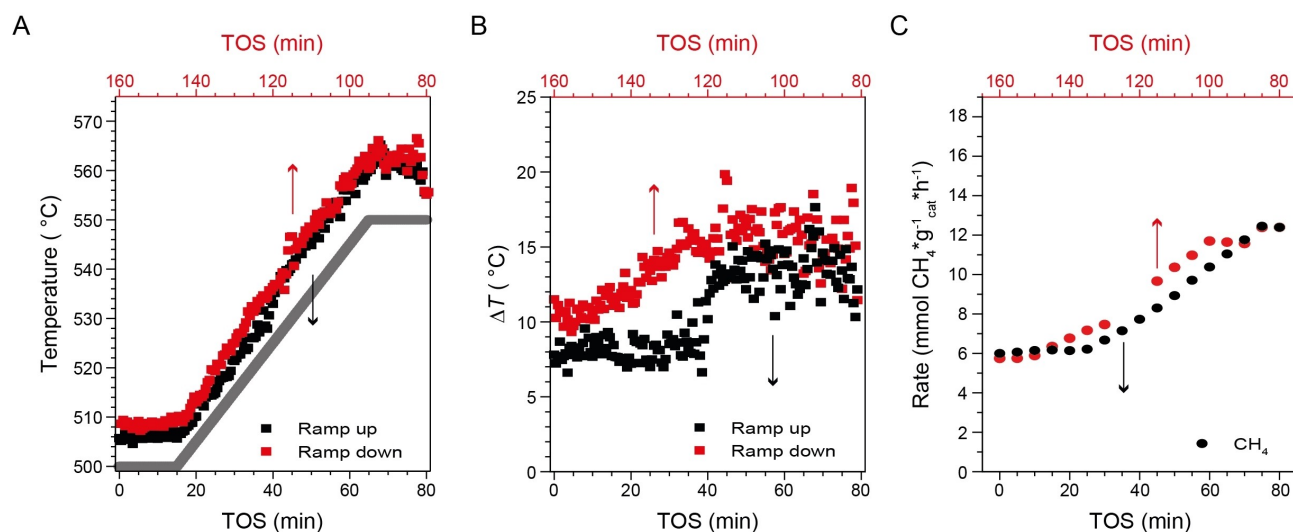 A
TOS (min)
160 140 120 100 80
Temperature ( °C)
570
560
550
540
530
520
510
500
Ramp up
Ramp down
0 20 40 60 80
TOS (min)
B
TOS (min)
160 140 120 100 80
Δ T ( °C)
25
20
15
10
5
0
Ramp up
Ramp down
0 20 40 60 80
TOS (min)
C
TOS (min)
160 140 120 100 80
Rate (mmol CH₄*g⁻¹cat*h⁻¹)
18
16
14
12
10
8
6
4
2
0
CH₄
0 20 40 60 80
TOS (min)